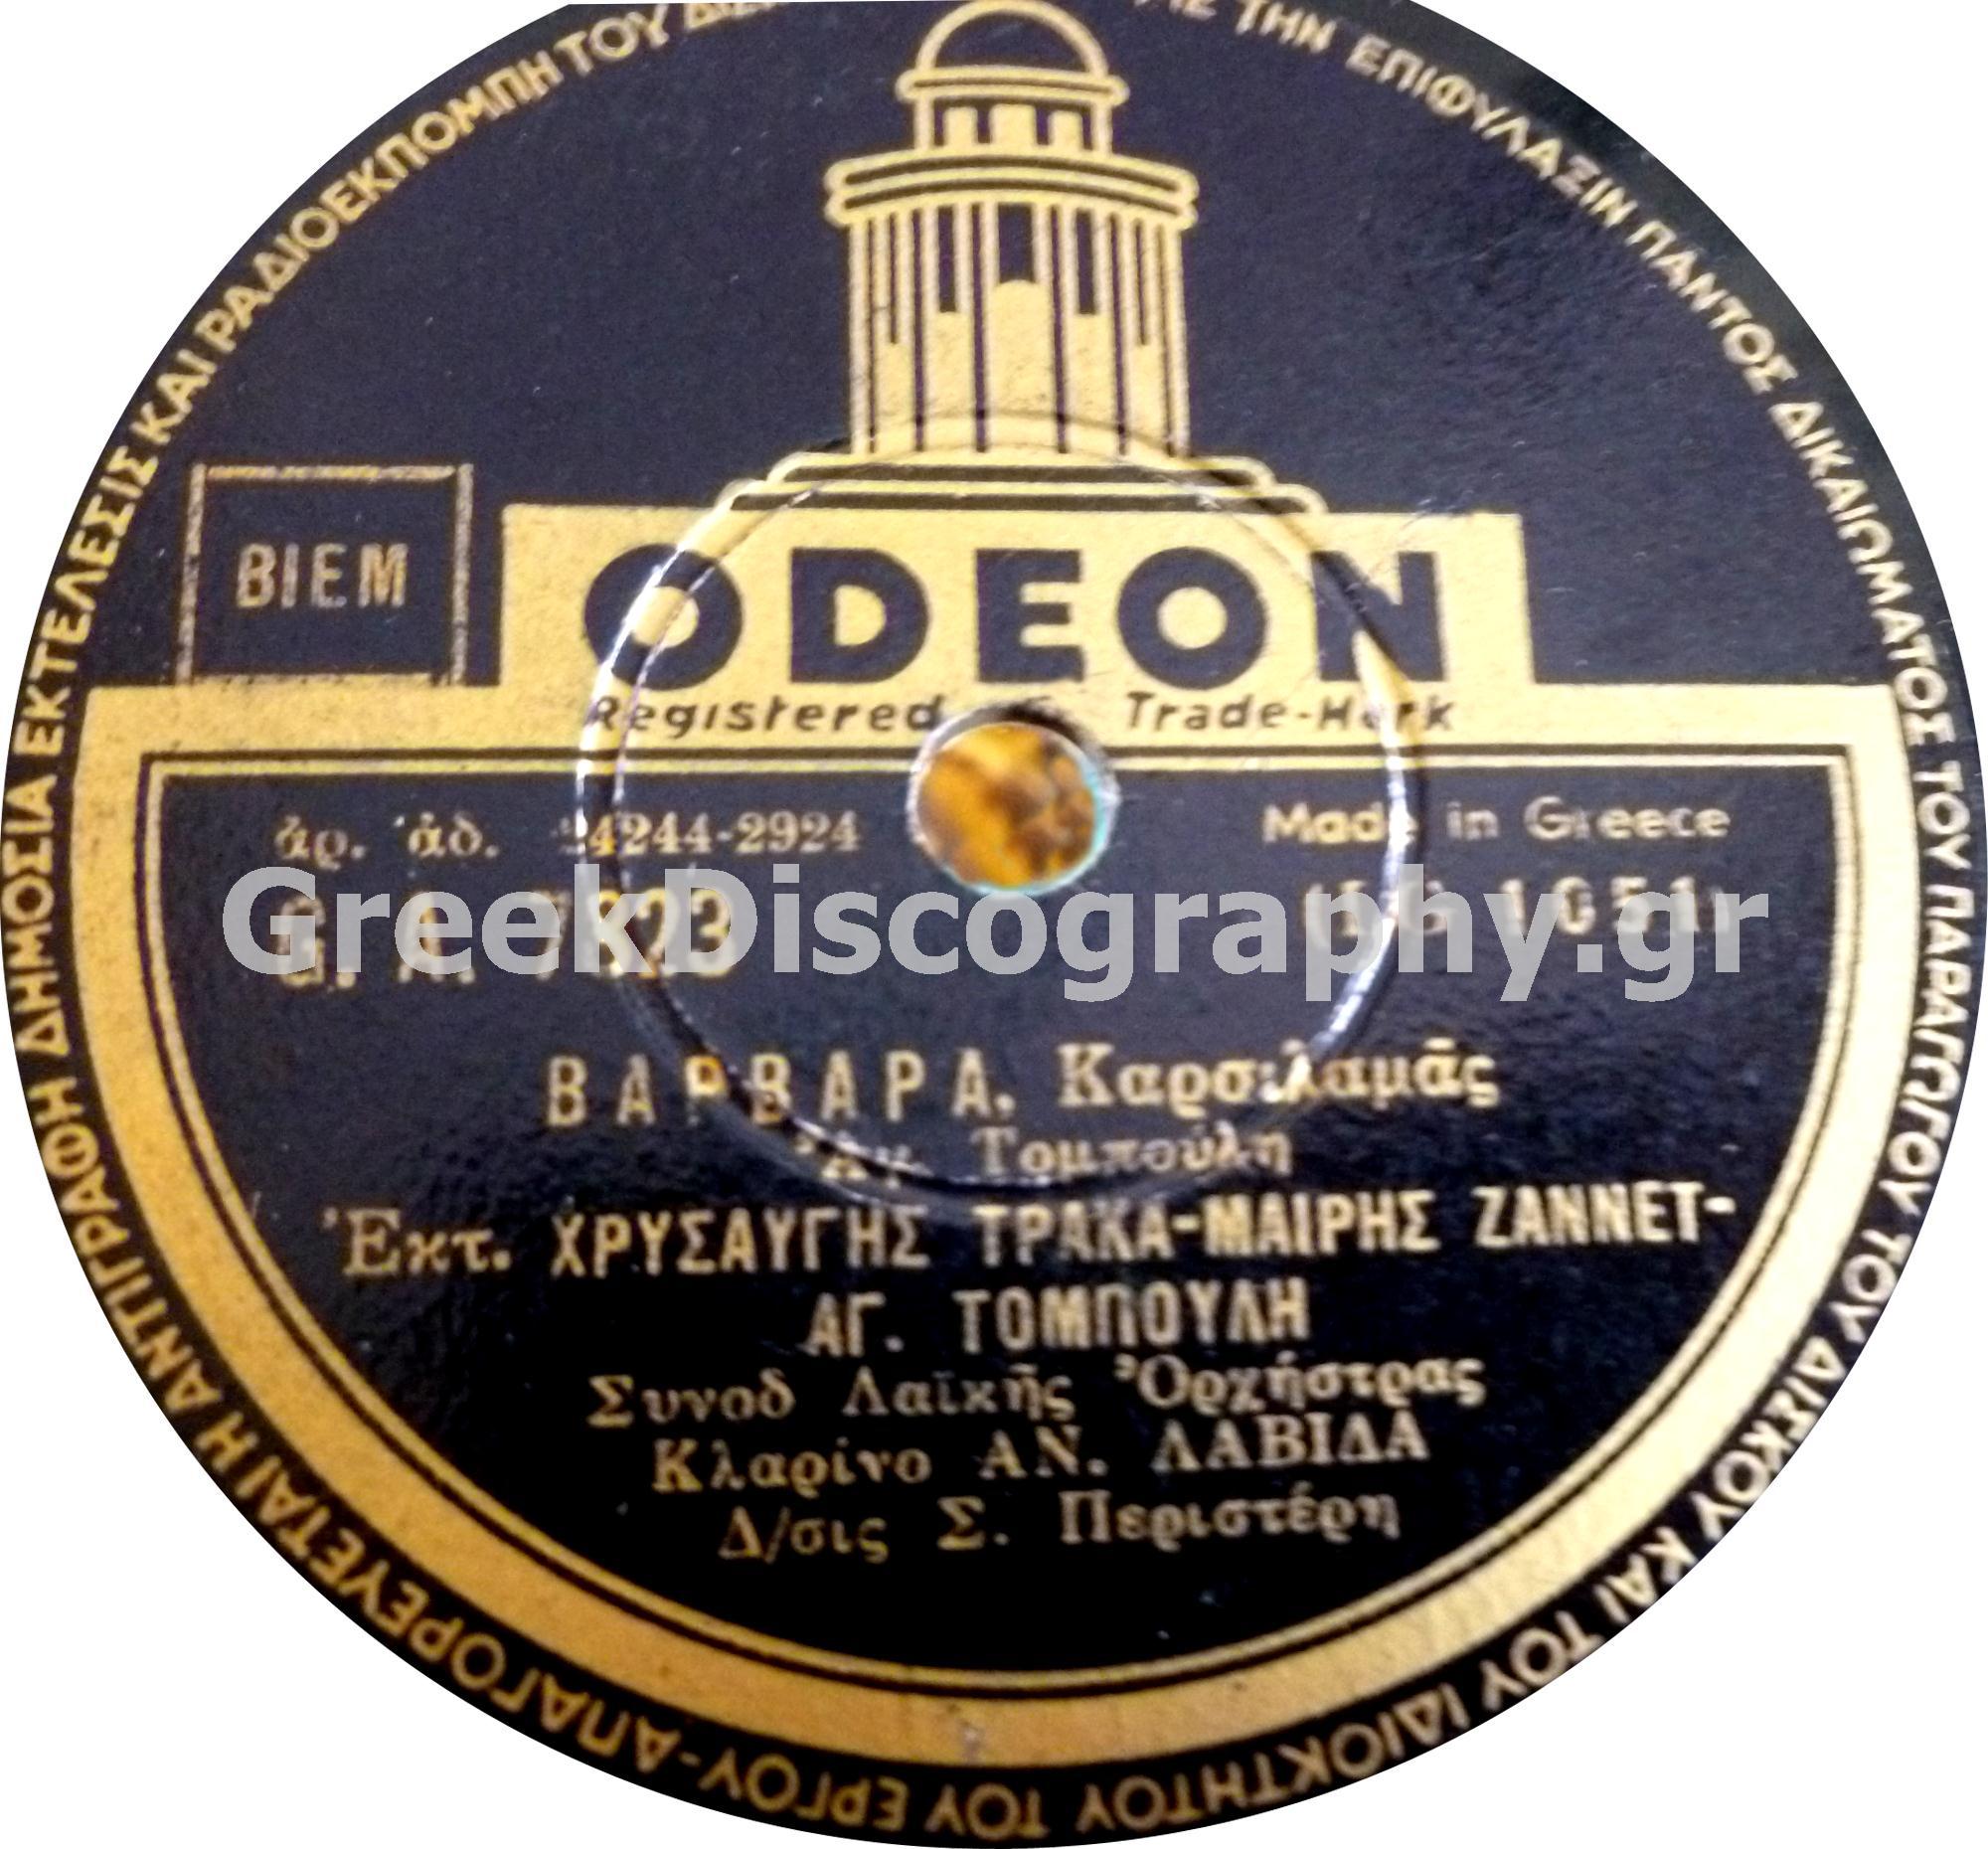 ΑΠΑΓΟΡΕΥΕΤΑΙ Η ΑΝΤΙΓΡΑΦΗ ΔΗΜΟΣΙΑ ΕΚΤΕΛΕΣΙΣ ΚΑΙ ΡΑΔΙΟΕΚΠΟΜΠΗ ΤΟΥ
ΤΗΝ ΕΠΙΦΥΛΑΞΙΝ ΠΑΝΤΟΣ ΔΙΚΑΙΩΜΑΤΟΣ ΤΟΥ ΠΑΡΑΓΩΓΟΥ ΤΟΥ ΔΙΣΚΟΥ ΚΑΙ ΤΟΥ ΙΔΙΟΚΤΗΤΟΥ ΤΟΥ ΕΡΓΟΥ-
BIEM
ODEON
Registered Trade-Mark
ἀρ. ἀδ. 24244-2924
Made in Greece
GreekDiscography.gr
ΒΑΡΒΑΡΑ. Καρσιλαμᾶς
Τομπούλη
Ἐκτ. ΧΡΥΣΑΥΓΗΣ ΤΡΑΚΑ-ΜΑΙΡΗΣ ΖΑΝΝΕΤ-
ΑΓ. ΤΟΜΠΟΥΛΗ
Συνοδ Λαϊκῆς Ὀρχήστρας
Κλαρίνο ΑΝ. ΛΑΒΙΔΑ
Δ/σις Σ. Περιστέρη